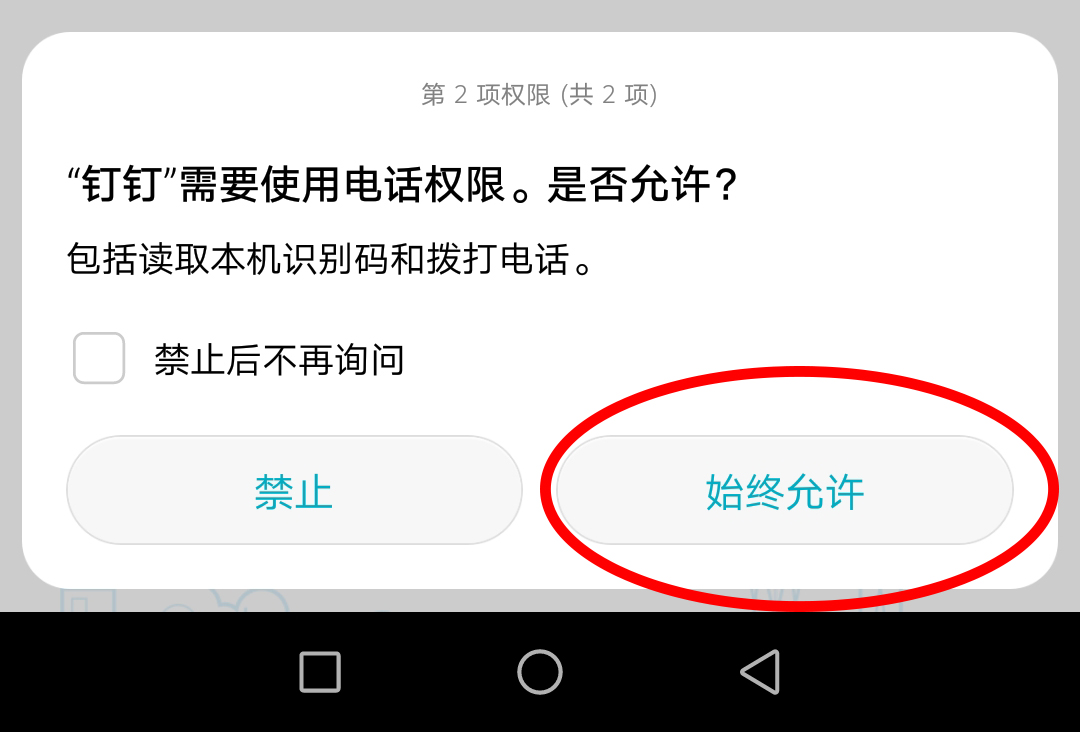 第 2 项权限 (共 2 项)
“钉钉”需要使用电话权限。是否允许?
包括读取本机识别码和拨打电话。
禁止后不再询问
禁止
始终允许